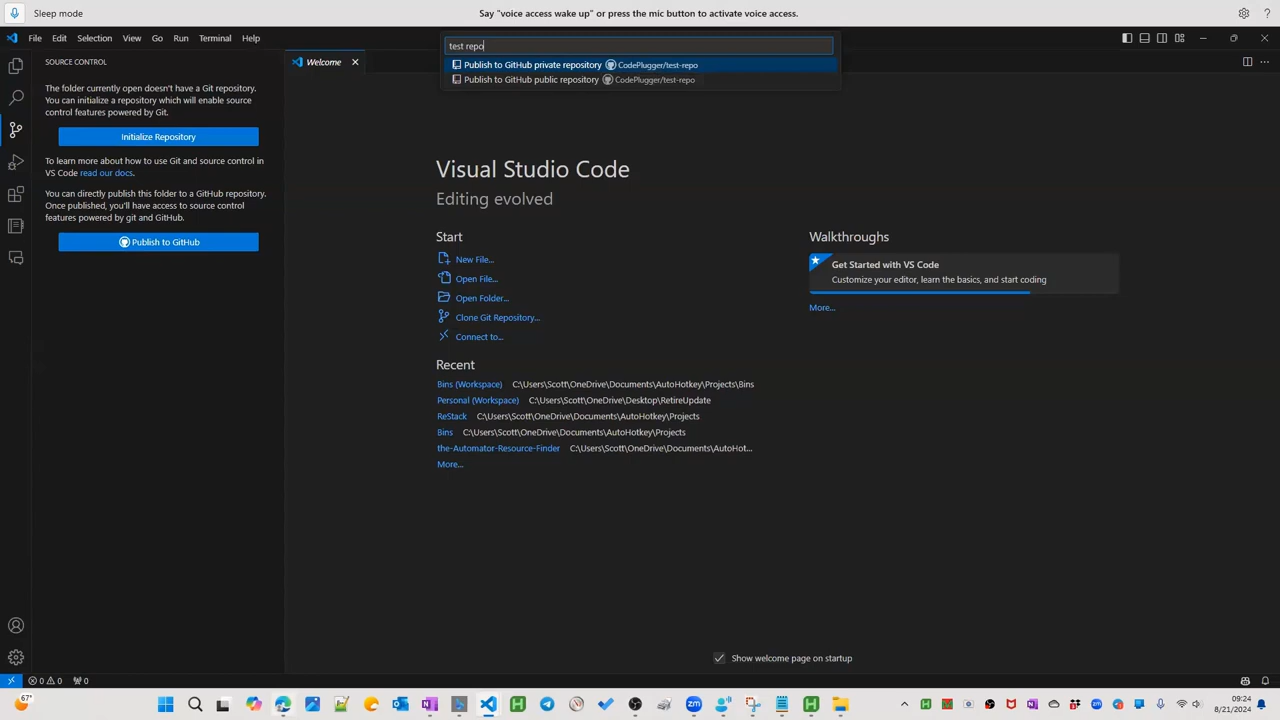 Sleep mode
Say "voice access wake up" or press the mic button to activate voice access.
File Edit Selection View Go Run Terminal Help
test repo
Publish to GitHub private repository CodePlugger/test-repo
Publish to GitHub public repository CodePlugger/test-repo
SOURCE CONTROL
Welcome
The folder currently open doesn't have a Git repository.
You can initialize a repository which will enable source
control features powered by Git.
Initialize Repository
To learn more about how to use Git and source control in
VS Code read our docs.
You can directly publish this folder to a GitHub repository.
Once published, you'll have access to source control
features powered by git and GitHub.
Publish to GitHub
Visual Studio Code
Editing evolved
Start
New File...
Open File...
Open Folder...
Clone Git Repository...
Connect to...
Recent
Bins (Workspace) C:\Users\Scott\OneDrive\Documents\AutoHotkey\Projects\Bins
Personal (Workspace) C:\Users\Scott\OneDrive\Desktop\RetireUpdate
ReStack C:\Users\Scott\OneDrive\Documents\AutoHotkey\Projects
Bins C:\Users\Scott\OneDrive\Documents\AutoHotkey\Projects
the-Automator-Resource-Finder C:\Users\Scott\OneDrive\Documents\AutoHot...
More...
Walkthroughs
Get Started with VS Code
Customize your editor, learn the basics, and start coding
More...
Show welcome page on startup
0 0 0
67°
09:24
8/21/2024